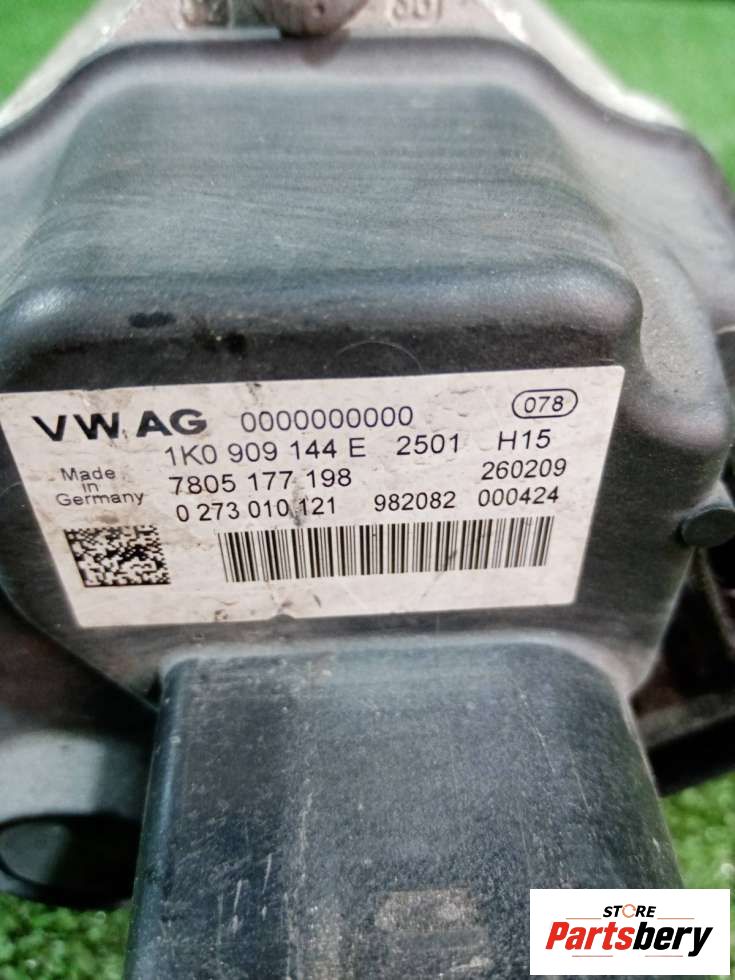 VW AG 0000000000 078
1K0 909 144 E 2501 H15
Made in Germany
7805 177 198 260209
0 273 010 121 982082 000424
STORE
Partsbery